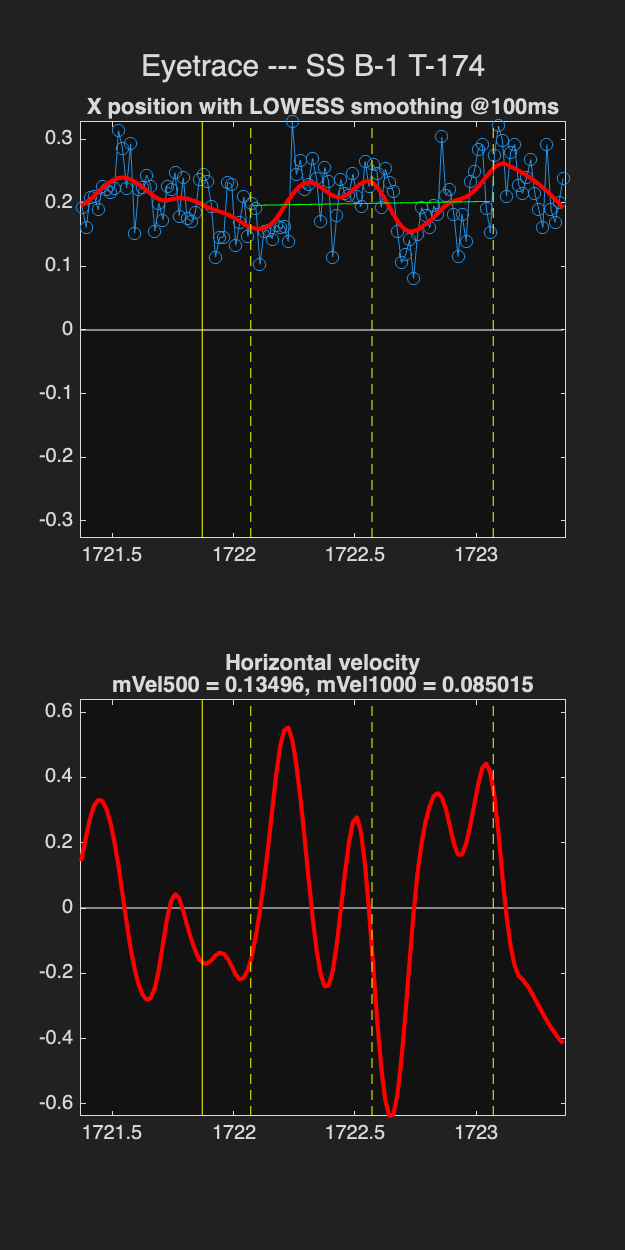 Eyetrace --- SS B-1 T-174
X position with LOWESS smoothing @100ms
0.3
0.2
0.1
0
-0.1
-0.2
-0.3
1721.5 1722 1722.5 1723
Horizontal velocity
mVel500 = 0.13496, mVel1000 = 0.085015
0.6
0.4
0.2
0
-0.2
-0.4
-0.6
1721.5 1722 1722.5 1723